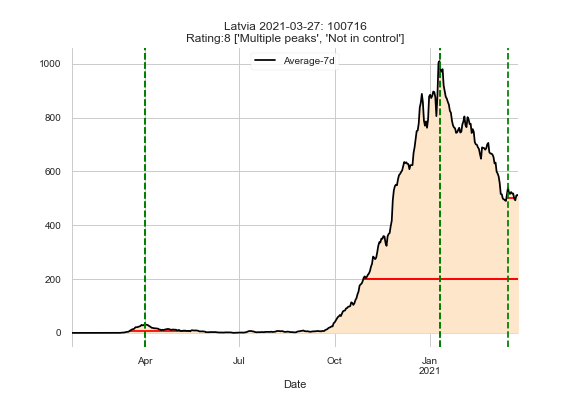 Latvia 2021-03-27: 100716
Rating:8 ['Multiple peaks', 'Not in control']
Average-7d
1000
800
600
400
200
0
Apr
Jul
Oct
Jan
2021
Date